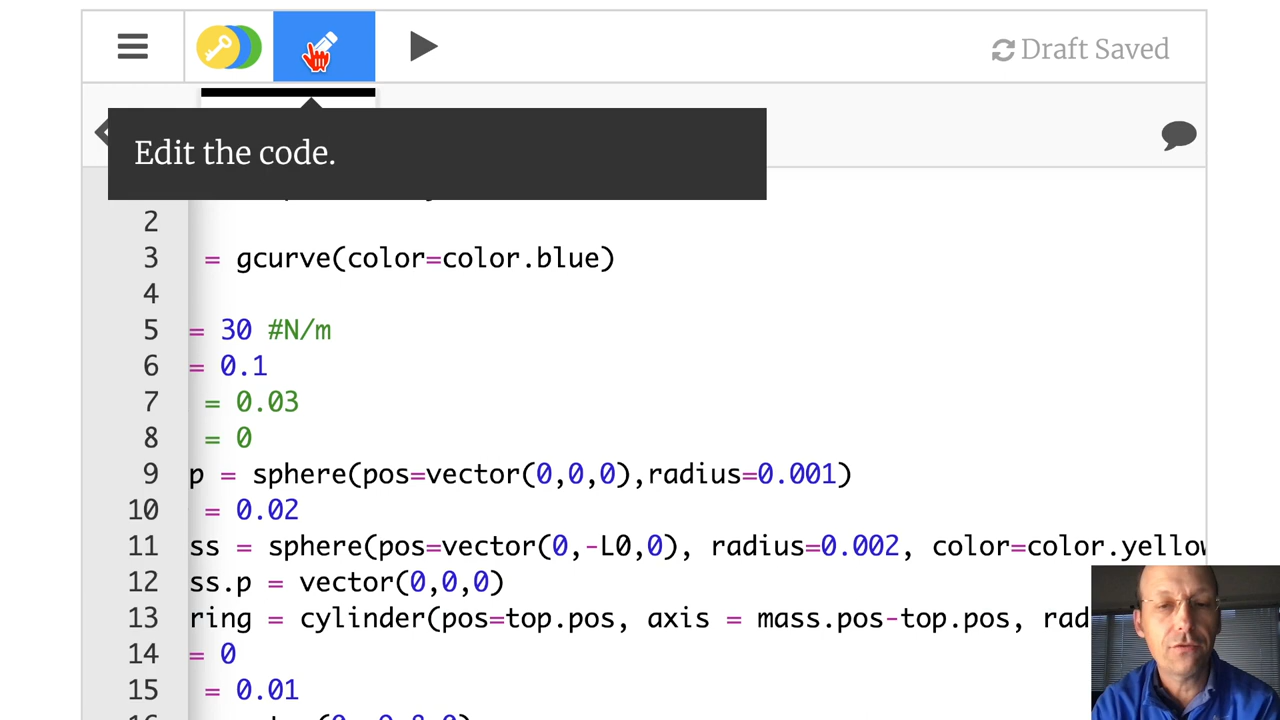 Draft Saved
Edit the code.
2
3 = gcurve(color=color.blue)
4
5 = 30 #N/m
6 = 0.1
7 = 0.03
8 = 0
9 p = sphere(pos=vector(0,0,0),radius=0.001)
10 = 0.02
11 ss = sphere(pos=vector(0,-L0,0), radius=0.002, color=color.yellow
12 ss.p = vector(0,0,0)
13 ring = cylinder(pos=top.pos, axis = mass.pos-top.pos, rad
14 = 0
15 = 0.01